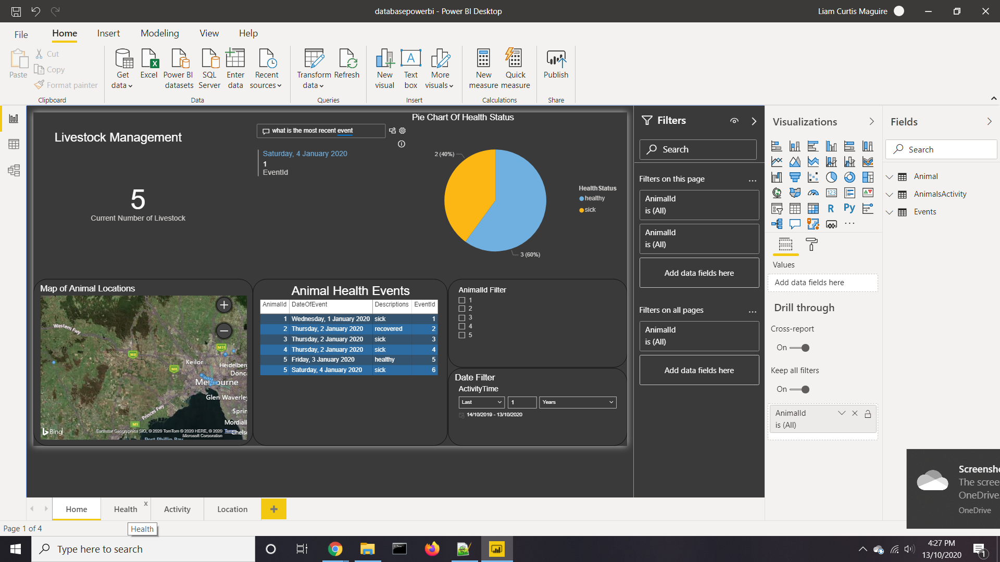 databasepowerbi - Power BI Desktop
Liam Curtis Maguire
File Home Insert Modeling View Help
Paste
Cut
Copy
Format painter
Clipboard
Get data
Excel
Power BI datasets
SQL Server
Enter data
Recent sources
Data
Transform data
Refresh
Queries
New visual
Text box
More visuals
Insert
New measure
Quick measure
Calculations
Publish
Share
Livestock Management
what is the most recent event
Saturday, 4 January 2020
1
EventId
5
Current Number of Livestock
Pie Chart Of Health Status
2 (40%)
3 (60%)
HealthStatus
healthy
sick
Map of Animal Locations
Western Fwy
M8
M8
M31
Keilor
Heidelberg
Donca
Melbourne
Glen Waverley
Sprin
Mordiall
Chels
Princes Fwy
M1
Port Phillip Bay
Bing
Earthstar Geographics SIO, © 2020 TomTom © 2020 HERE, © 2020 Terms
Microsoft Corporation
Animal Health Events
AnimalId DateOfEvent Descriptions EventId
1 Wednesday, 1 January 2020 sick 1
2 Thursday, 2 January 2020 recovered 2
3 Thursday, 2 January 2020 sick 3
4 Thursday, 2 January 2020 sick 4
5 Friday, 3 January 2020 healthy 5
5 Saturday, 4 January 2020 sick 6
AnimalId Filter
1
2
3
4
5
Date Filter
ActivityTime
Last 1 Years
14/10/2019 - 13/10/2020
Filters
Search
Filters on this page ...
AnimalId
is (All)
AnimalId
is (All)
Add data fields here
Filters on all pages ...
AnimalId
is (All)
Add data fields here
Visualizations
123
R Py
...
Values
Add data fields here
Drill through
Cross-report
On
Keep all filters
On
AnimalId
is (All)
Fields
Search
Animal
AnimalsActivity
Events
Screensho
The scree
OneDrive.
OneDrive
Home Health x Activity Location +
Page 1 of 4
Health
Type here to search
4:27 PM
13/10/2020
1